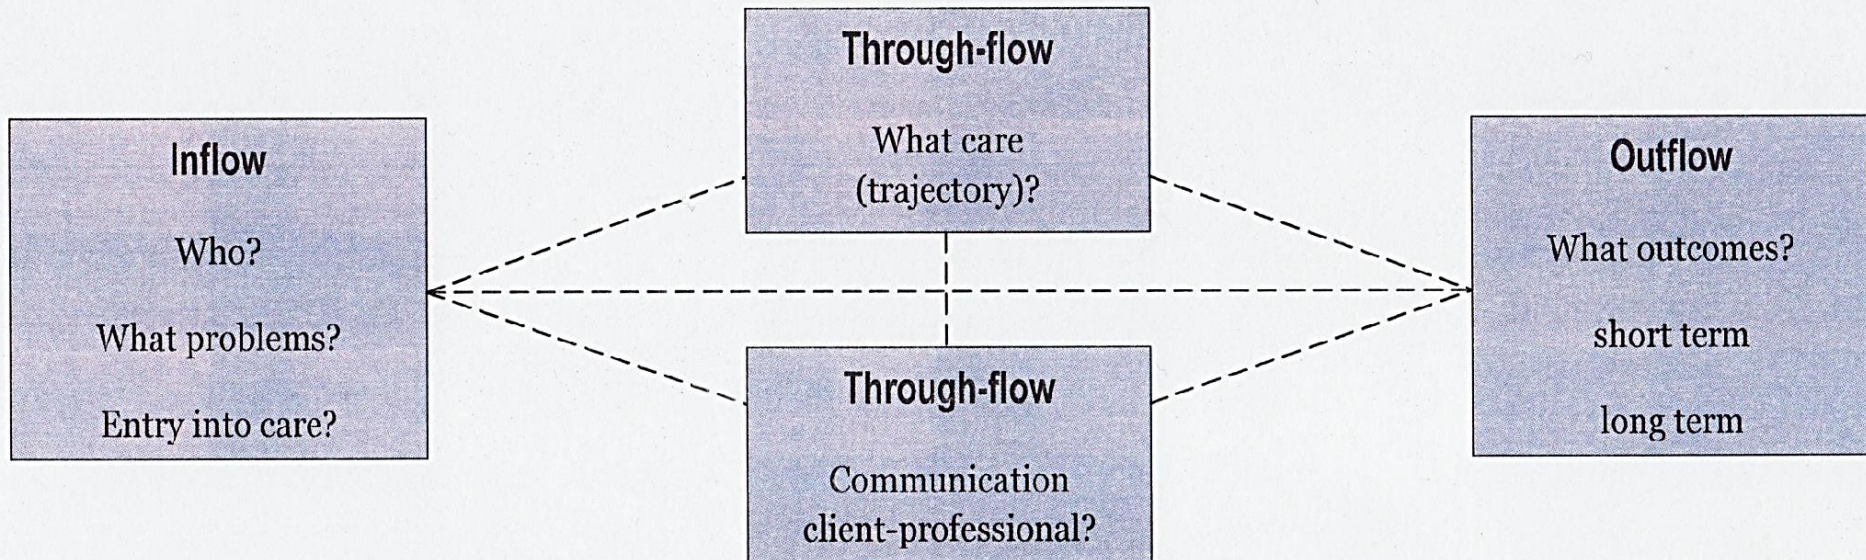 Inflow
Who?
What problems?
Entry into care?
Through-flow
What care
(trajectory)?
Through-flow
Communication
client-professional?
Outflow
What outcomes?
short term
long term